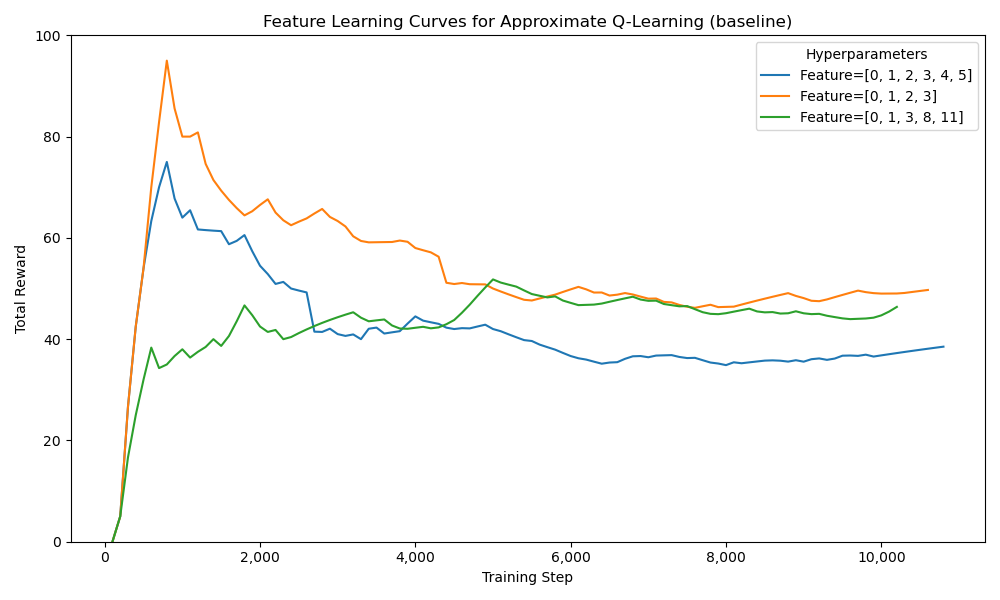 Feature Learning Curves for Approximate Q-Learning (baseline)
Total Reward
100
80
60
40
20
0
Hyperparameters
Feature=[0, 1, 2, 3, 4, 5]
Feature=[0, 1, 2, 3]
Feature=[0, 1, 3, 8, 11]
0 2,000 4,000 6,000 8,000 10,000
Training Step